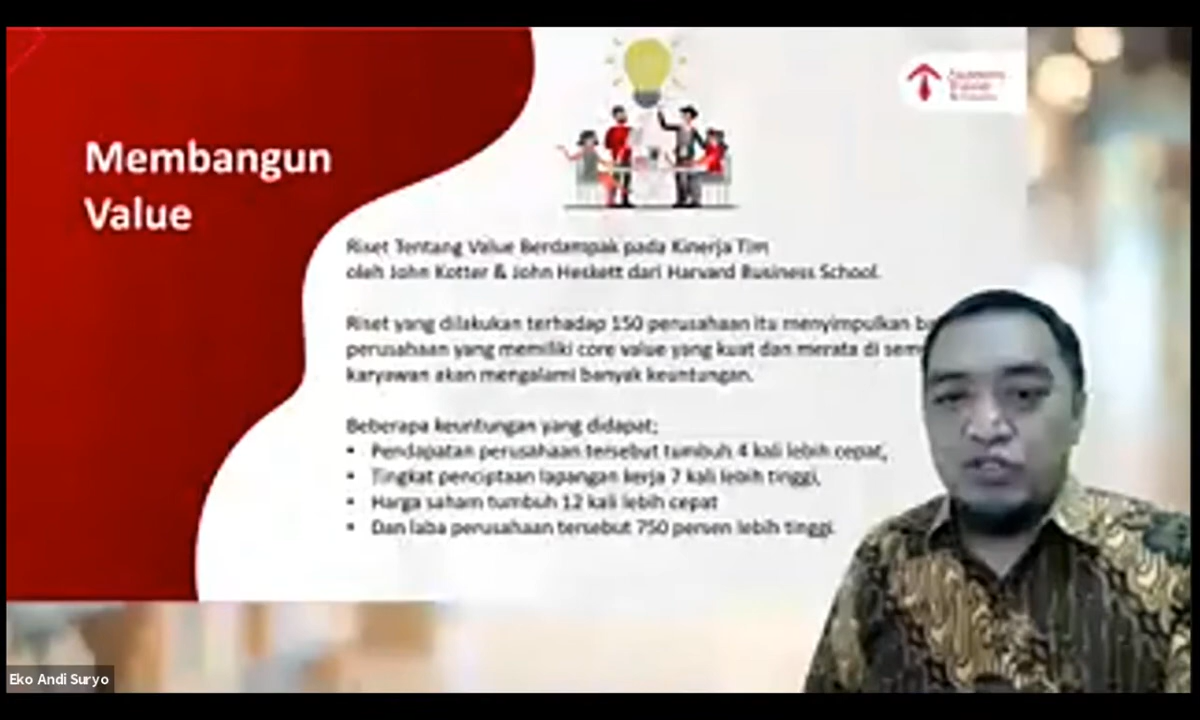 Membangun
Value
Riset Tentang Value Berdampak pada Kinerja Tim
oleh John Kotter & John Heskett dari Harvard Business School.
Riset yang dilakukan terhadap 150 perusahaan itu menyimpulkan ba
perusahaan yang memiliki core value yang kuat dan merata di sem
karyawan akan mengalami banyak keuntungan.
Beberapa keuntungan yang didapat;
• Pendapatan perusahaan tersebut tumbuh 4 kali lebih cepat,
• Tingkat penciptaan lapangan kerja 7 kali lebih tinggi,
• Harga saham tumbuh 12 kali lebih cepat
• Dan laba perusahaan tersebut 750 persen lebih tinggi.
Eko Andi Suryo